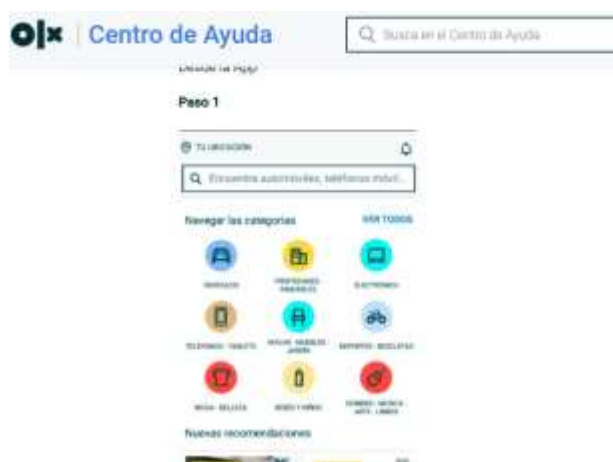 olx Centro de Ayuda
Busca en el Centro de Ayuda
Desde la App
Paso 1
TU UBICACIÓN
Encuentra automóviles, teléfonos móvil...
Navegar las categorías
VER TODOS
VEHÍCULOS
PROPIEDADES - INMUEBLES
ELECTRÓNICA
TELÉFONOS - TABLETS
HOGAR - MUEBLES - JARDÍN
DEPORTES - BICICLETAS
MODA - BELLEZA
BEBÉS Y NIÑOS
HOBBIES - MÚSICA - ARTE - LIBROS
Nuevas recomendaciones